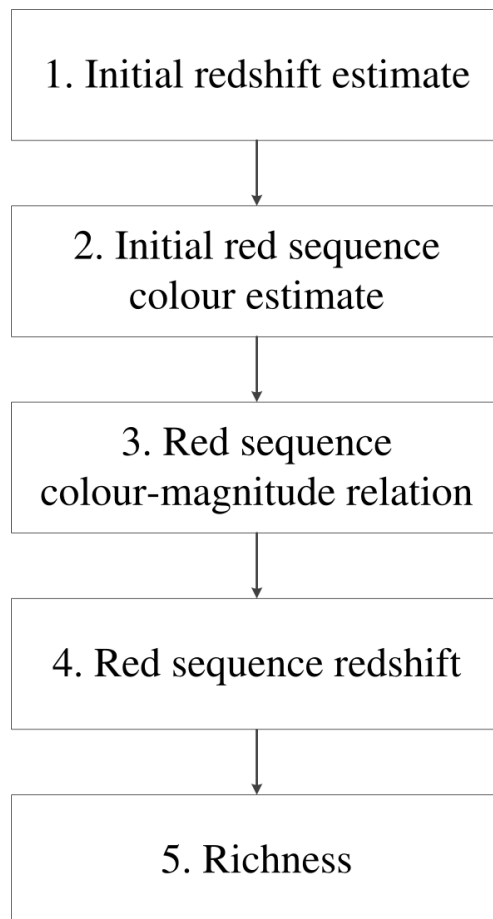 1. Initial redshift estimate
2. Initial red sequence
colour estimate
3. Red sequence
colour-magnitude relation
4. Red sequence redshift
5. Richness